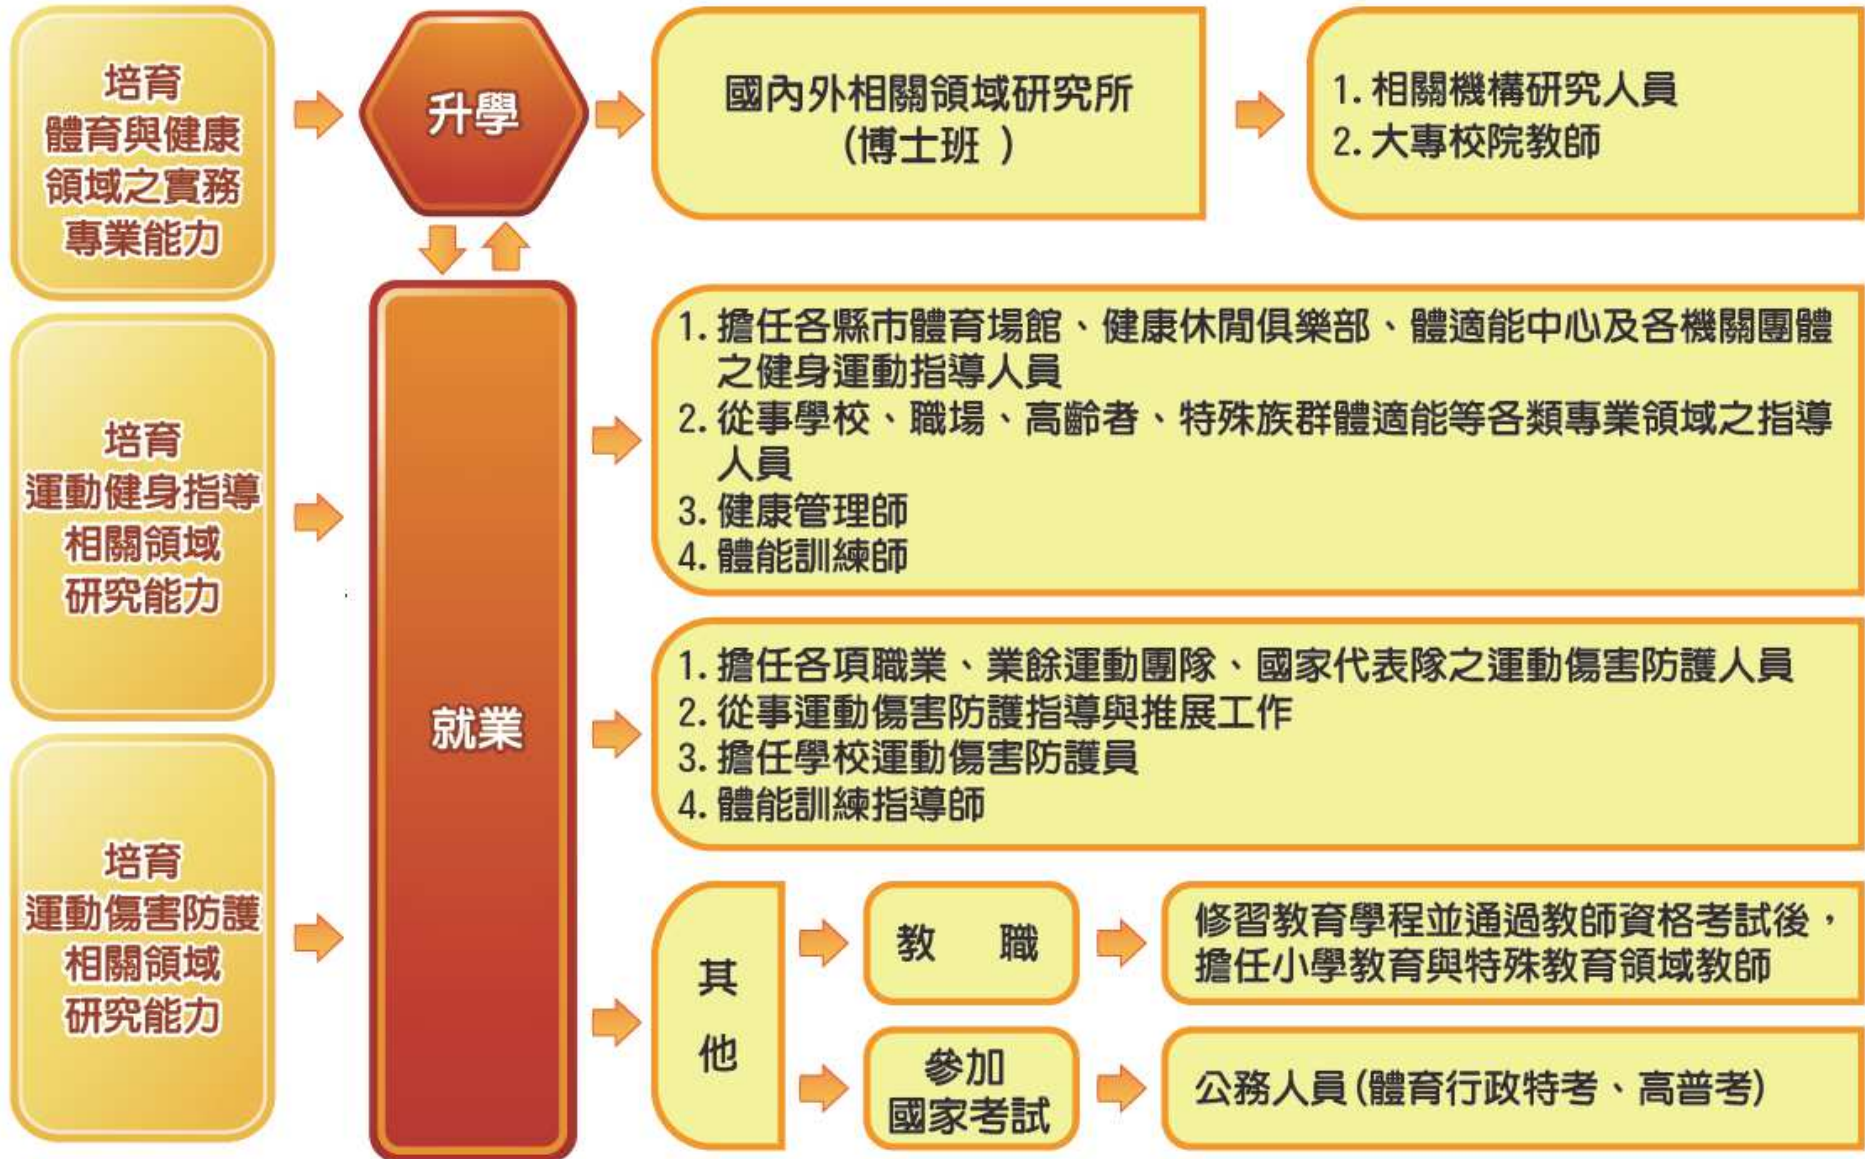 培育
體育與健康
領域之實務
專業能力
升學
國內外相關領域研究所
(博士班 )
1. 相關機構研究人員
2. 大專校院教師
培育
運動健身指導
相關領域
研究能力
培育
運動傷害防護
相關領域
研究能力
就業
1. 擔任各縣市體育場館、健康休閒俱樂部、體適能中心及各機關團體
之健身運動指導人員
2. 從事學校、職場、高齡者、特殊族群體適能等各類專業領域之指導
人員
3. 健康管理師
4. 體能訓練師
1. 擔任各項職業、業餘運動團隊、國家代表隊之運動傷害防護人員
2. 從事運動傷害防護指導與推展工作
3. 擔任學校運動傷害防護員
4. 體能訓練指導師
其
他
教 職
修習教育學程並通過教師資格考試後，
擔任小學教育與特殊教育領域教師
參加
國家考試
公務人員(體育行政特考、高普考)